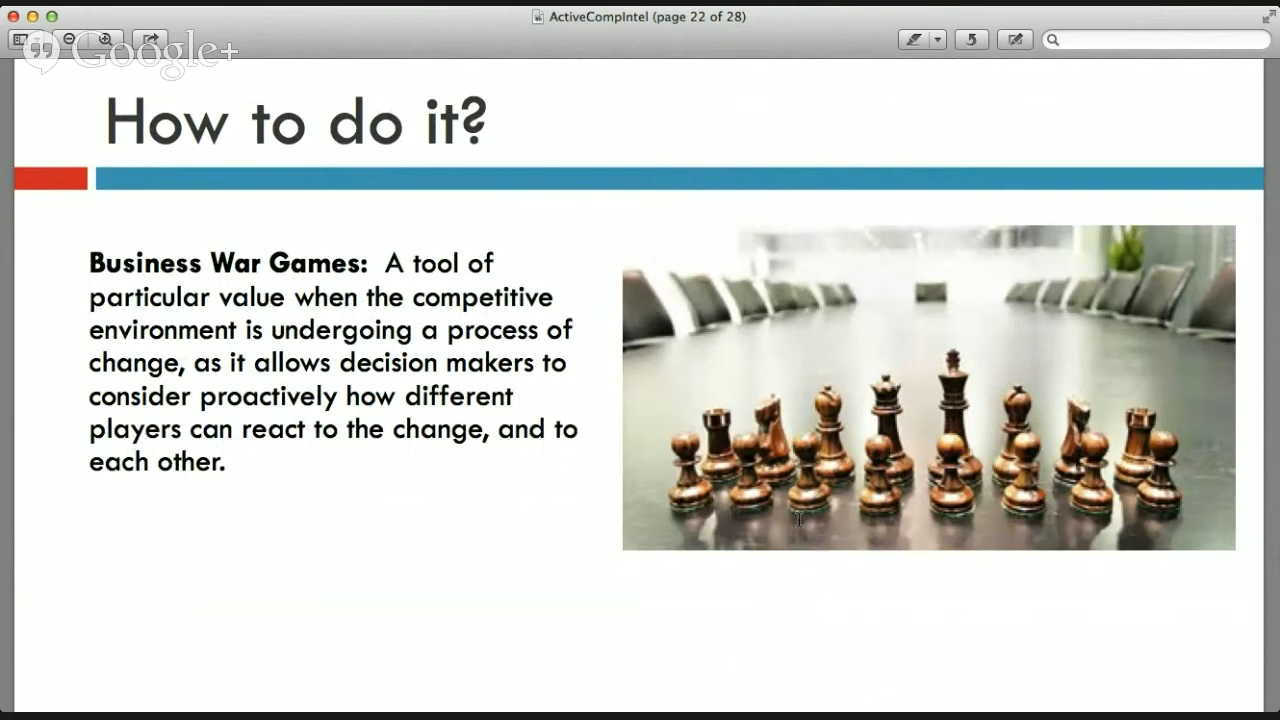 ActiveCompIntel (page 22 of 28)
Google+
How to do it?
Business War Games: A tool of
particular value when the competitive
environment is undergoing a process of
change, as it allows decision makers to
consider proactively how different
players can react to the change, and to
each other.